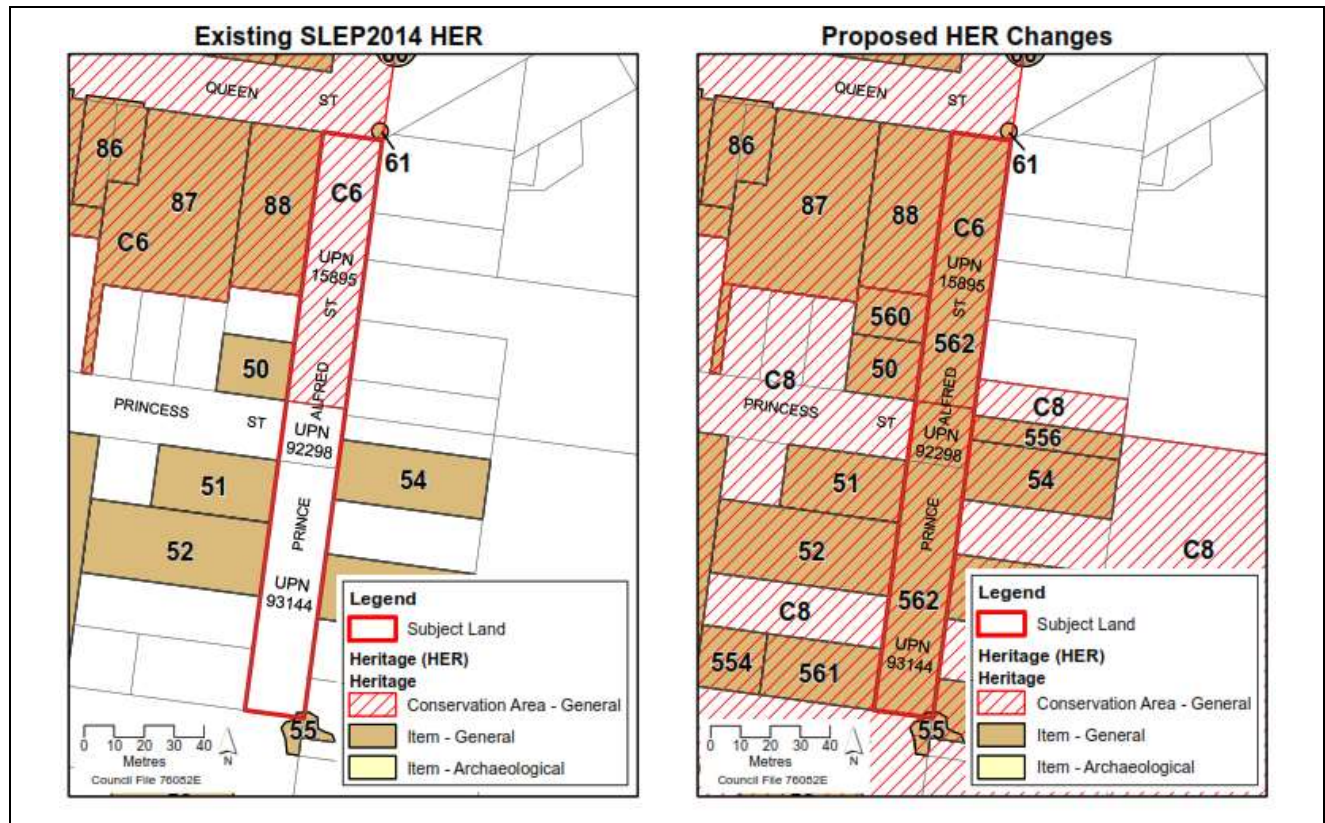 Existing SLEP2014 HER
QUEEN ST
86
61
87
88
C6
C6
UPN
15895
ST
50
ALFRED
PRINCESS ST
UPN
92298
51
54
PRINCE
52
UPN
93144
55
Legend
Subject Land
Heritage (HER)
Heritage
Conservation Area - General
Item - General
Item - Archaeological
0 10 20 30 40
Metres
N
Council File 76082E
Proposed HER Changes
QUEEN ST
86
61
87
88
C6
UPN
15895
ST
560
562
50
C8
ALFRED
C8
PRINCESS ST
UPN
92298
556
51
54
PRINCE
52
C8
562
C8
UPN
93144
554
561
55
Legend
Subject Land
Heritage (HER)
Heritage
Conservation Area - General
Item - General
Item - Archaeological
0 10 20 30 40
Metres
N
Council File 76082E